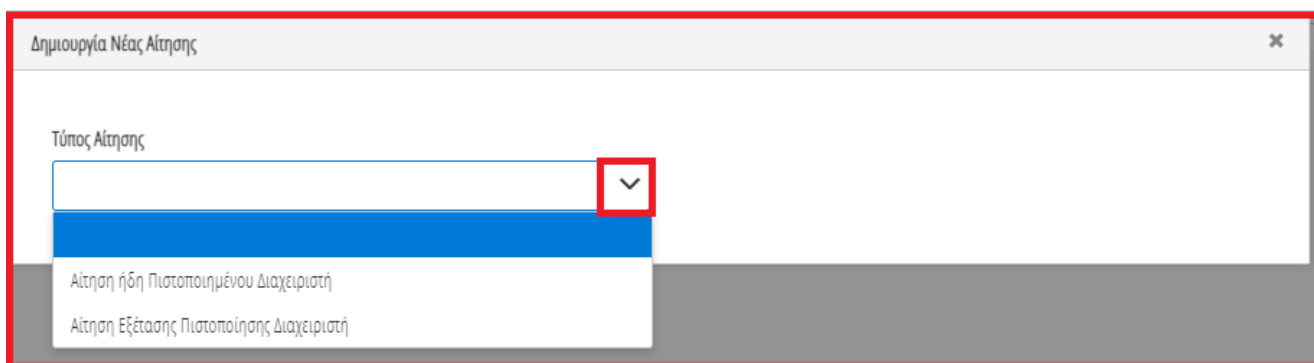 Δημιουργία Νέας Αίτησης
Τύπος Αίτησης
Αίτηση ήδη Πιστοποιημένου Διαχειριστή
Αίτηση Εξέτασης Πιστοποίησης Διαχειριστή